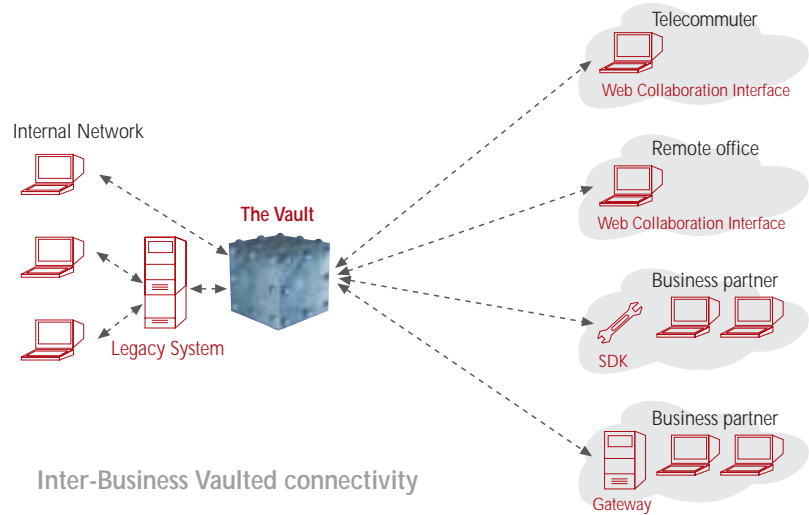 Telecommuter
Web Collaboration Interface
Internal Network
Remote office
The Vault
Web Collaboration Interface
Business partner
Legacy System
SDK
Business partner
Inter-Business Vaulted connectivity
Gateway